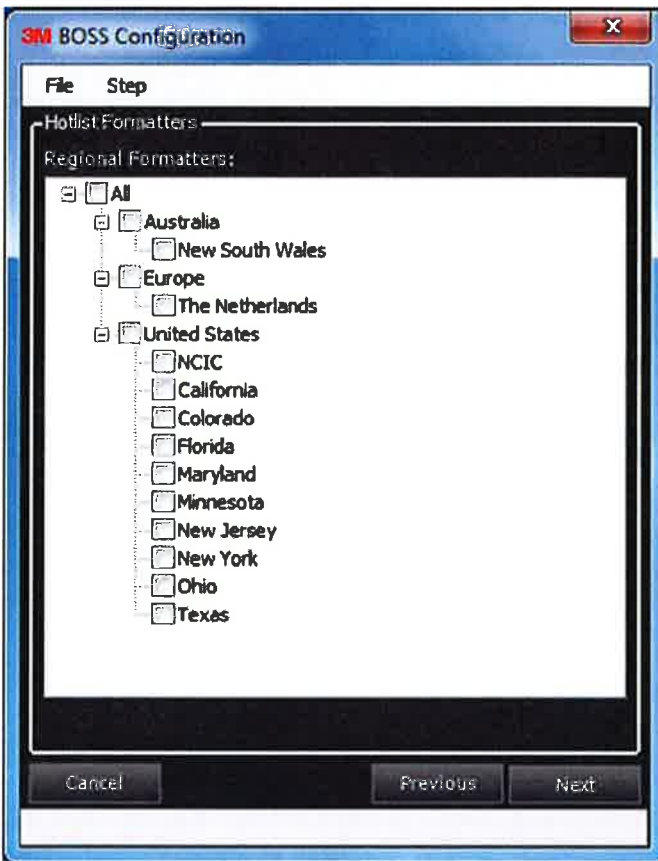 3M BOSS Configuration
File Step
Hotlist Formatters
Regional Formatters:
All
Australia
New South Wales
Europe
The Netherlands
United States
NCIC
California
Colorado
Florida
Maryland
Minnesota
New Jersey
New York
Ohio
Texas
Cancel Previous Next